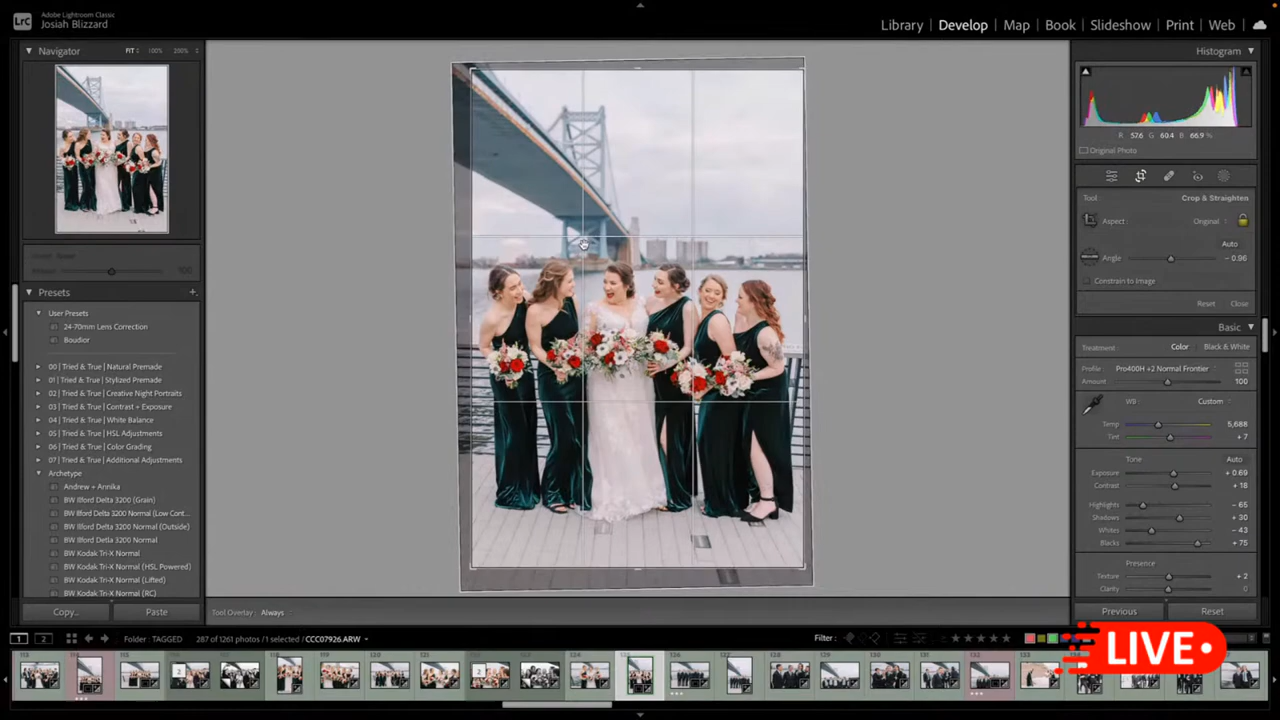 Adobe Lightroom Classic
LrC
Josiah Blizzard
Library | Develop | Map | Book | Slideshow | Print | Web
Navigator FIT 100% 200%
100
Presets +
User Presets
24-70mm Lens Correction
Boudior
00 | Tried & True | Natural Premade
01 | Tried & True | Stylized Premade
02 | Tried & True | Creative Night Portraits
03 | Tried & True | Contrast + Exposure
04 | Tried & True | White Balance
05 | Tried & True | HSL Adjustments
06 | Tried & True | Color Grading
07 | Tried & True | Additional Adjustments
Archetype
Andrew + Annika
BW Ilford Delta 3200 (Grain)
BW Ilford Delta 3200 Normal (Low Cont...
BW Ilford Delta 3200 Normal (Outside)
BW Ilford Detla 3200 Normal
BW Kodak Tri-X Normal
BW Kodak Tri-X Normal (HSL Powered)
BW Kodak Tri-X Normal (Lifted)
BW Kodak Tri-X Normal (RC)
Copy... Paste
Tool Overlay : Always
Histogram
R 57.6 G 60.4 B 66.9 %
Original Photo
Tool : Crop & Straighten
Aspect : Original
Auto
Angle - 0.96
Constrain to Image
Reset Close
Basic
Treatment : Color | Black & White
Profile : Pro400H +2 Normal Frontier
Amount 100
WB : Custom
Temp 5,688
Tint + 7
Tone Auto
Exposure + 0.69
Contrast + 18
Highlights - 65
Shadows + 30
Whites - 43
Blacks + 75
Presence
Texture + 2
Clarity 0
Previous Reset
1 2 Folder : TAGGED 287 of 1261 photos / 1 selected / CCC07926.ARW Filter :
LIVE